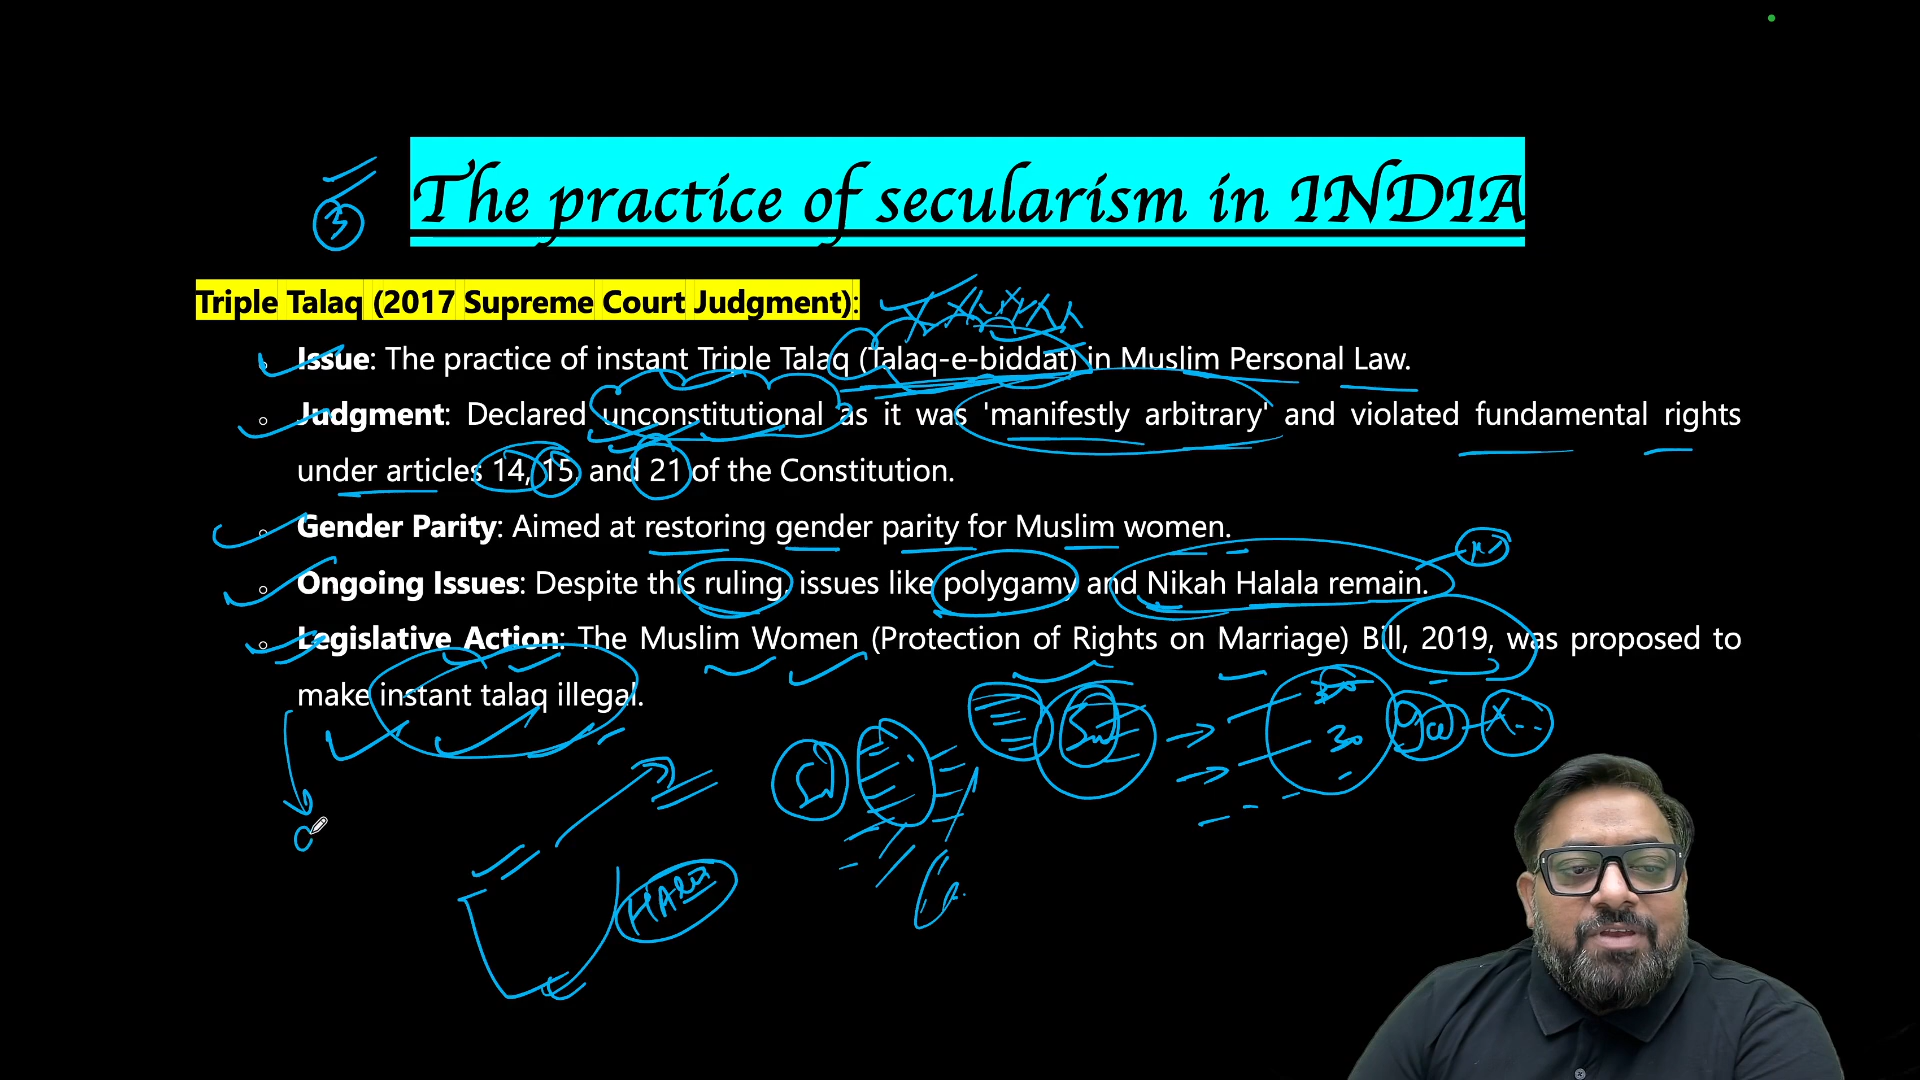 The practice of secularism in INDIA
3
Triple Talaq (2017 Supreme Court Judgment):
Issue: The practice of instant Triple Talaq (Talaq-e-biddat) in Muslim Personal Law.
Judgment: Declared unconstitutional as it was 'manifestly arbitrary' and violated fundamental rights
under articles 14, 15, and 21 of the Constitution.
Gender Parity: Aimed at restoring gender parity for Muslim women.
Ongoing Issues: Despite this ruling, issues like polygamy and Nikah Halala remain.
Legislative Action: The Muslim Women (Protection of Rights on Marriage) Bill, 2019, was proposed to
make instant talaq illegal.
30